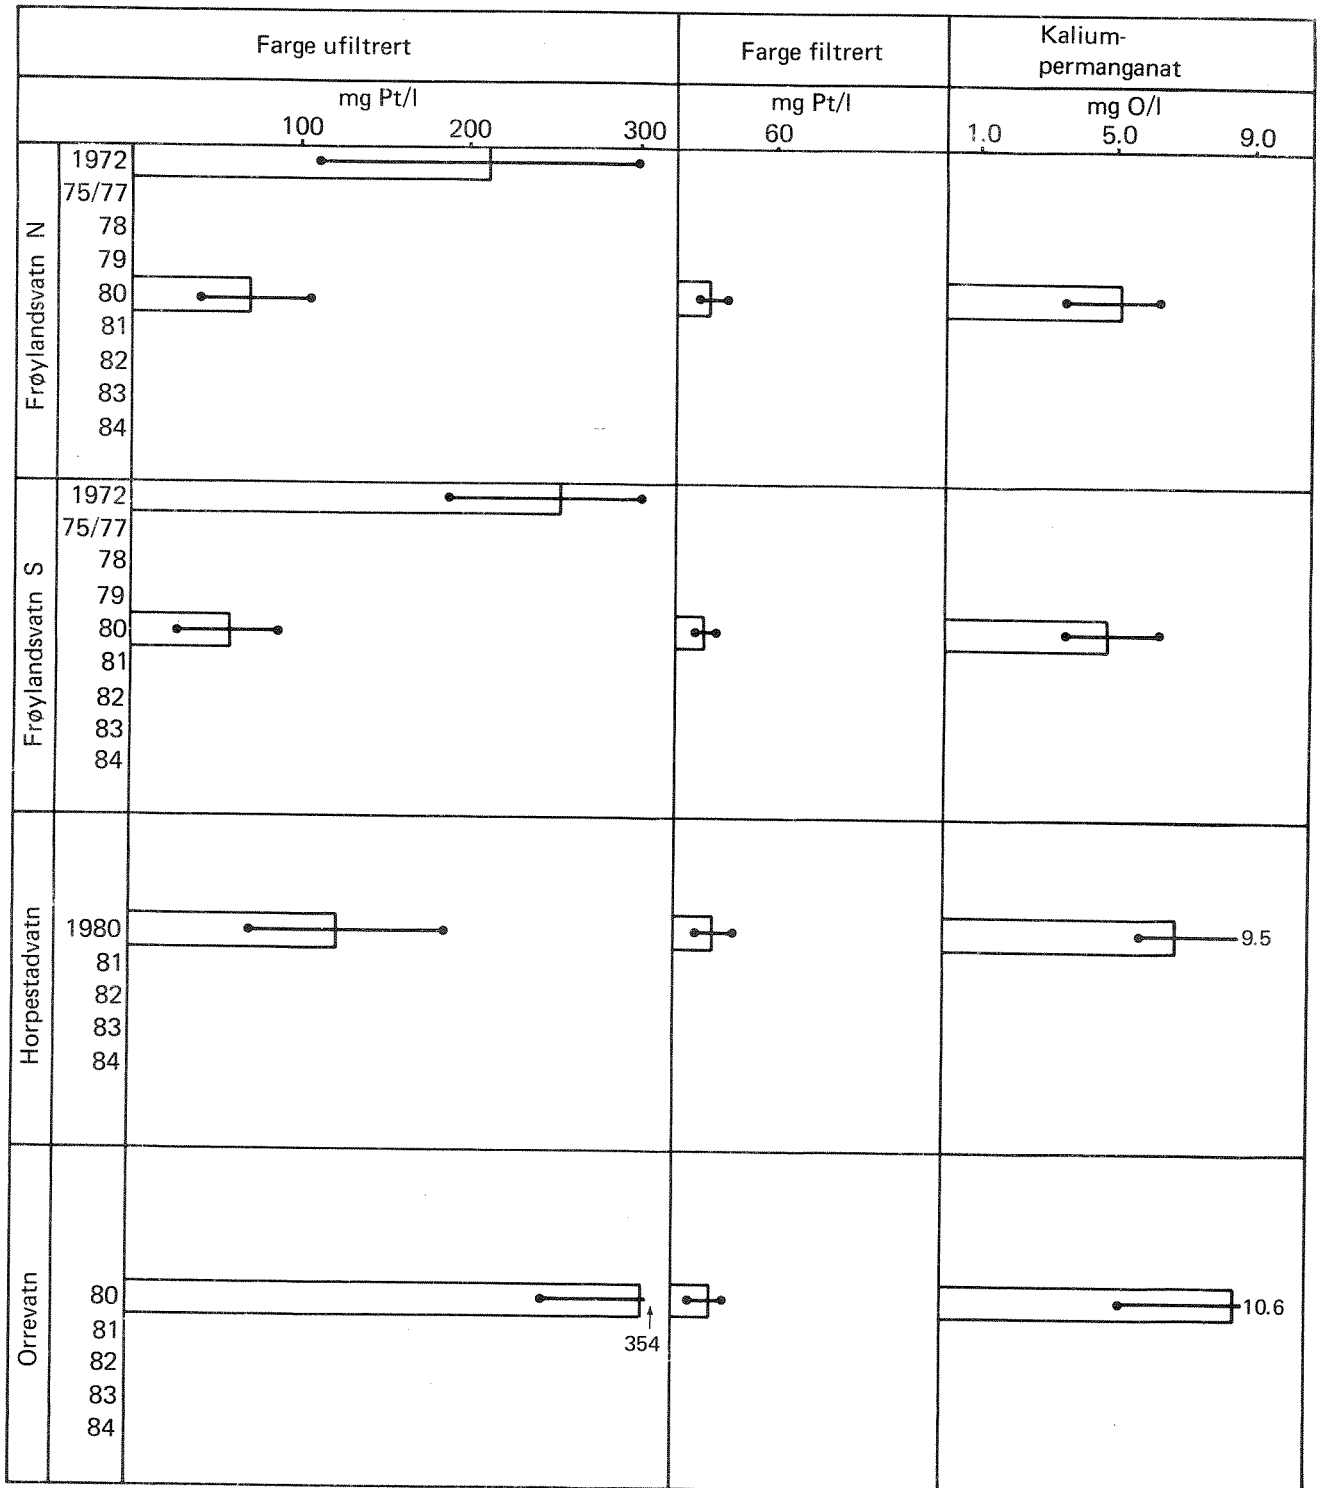 Farge ufiltrert
Farge filtrert
Kalium-
permanganat
mg Pt/l
mg Pt/l
mg O/l
100 200 300
60
1.0 5.0 9.0
Frøylandsvatn N
1972
75/77
78
79
80
81
82
83
84
Frøylandsvatn S
1972
75/77
78
79
80
81
82
83
84
Horpestadvatn
1980
9.5
81
82
83
84
Orrevatn
80
10.6
81
354
82
83
84